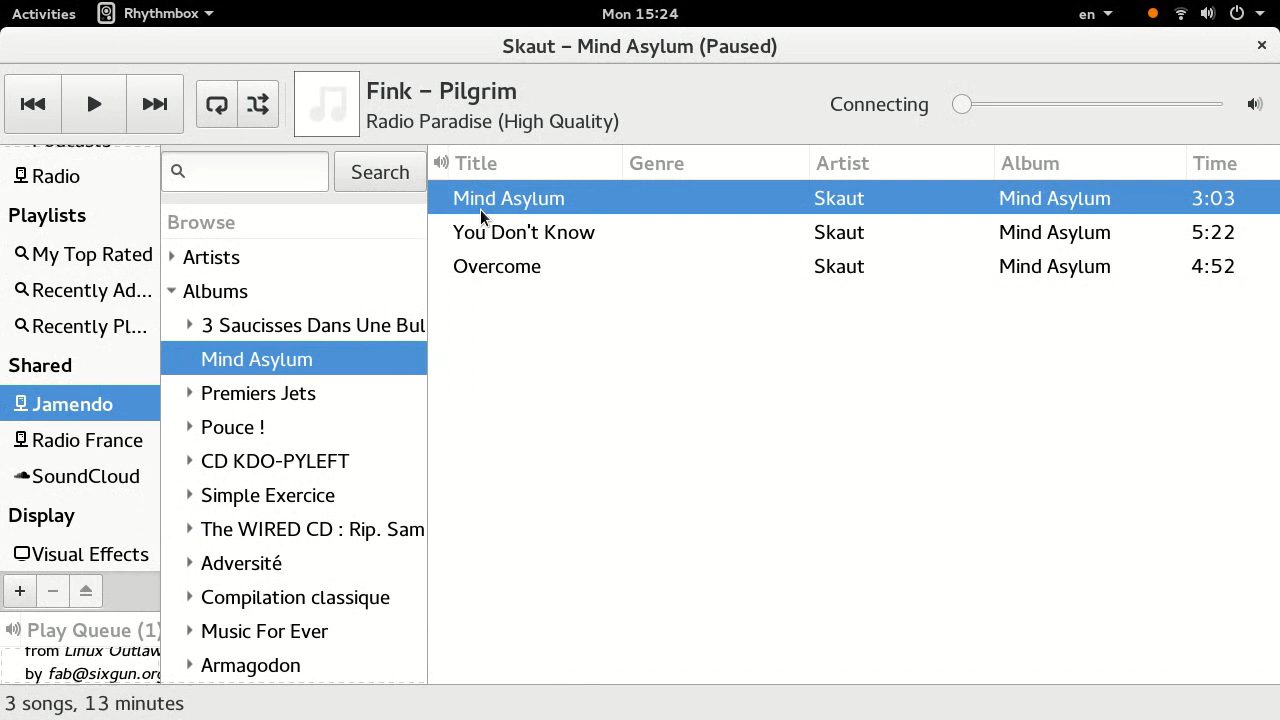 Activities Rhythmbox Mon 15:24 en
Skaut – Mind Asylum (Paused) ×
Fink – Pilgrim
Radio Paradise (High Quality)
Connecting
Podcasts
Radio
Playlists
My Top Rated
Recently Ad...
Recently Pl...
Shared
Jamendo
Radio France
SoundCloud
Display
Visual Effects
+ −
Play Queue (1)
from Linux Outlaw
by fab@sixgun.org
Search
Browse
Artists
Albums
3 Saucisses Dans Une Bul
Mind Asylum
Premiers Jets
Pouce !
CD KDO-PYLEFT
Simple Exercice
The WIRED CD : Rip. Sam
Adversité
Compilation classique
Music For Ever
Armagodon
Title Genre Artist Album Time
Mind Asylum Skaut Mind Asylum 3:03
You Don't Know Skaut Mind Asylum 5:22
Overcome Skaut Mind Asylum 4:52
3 songs, 13 minutes